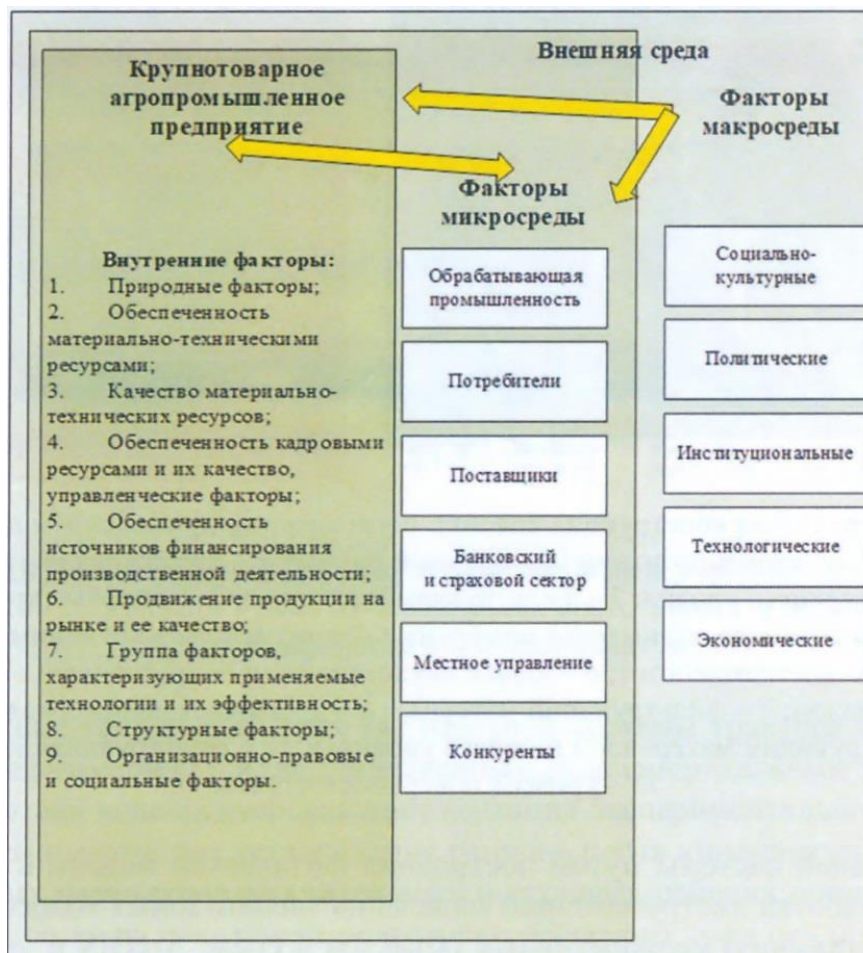 Внешняя среда
Крупнотоварное
агропромышленное
предприятие
Факторы
макросреды
Факторы
микросреды
Внутренние факторы:
1. Природные факторы;
2. Обеспеченность
материально-техническими
ресурсами;
3. Качество материально-
технических ресурсов;
4. Обеспеченность кадровыми
ресурсами и их качество,
управленческие факторы;
5. Обеспеченность
источников финансирования
производственной деятельности;
6. Продвижение продукции на
рынке и ее качество;
7. Группа факторов,
характеризующих применяемые
технологии и их эффективность;
8. Структурные факторы;
9. Организационно-правовые
и социальные факторы.
Обрабатывающая
промышленность
Потребители
Поставщики
Банковский
и страховой сектор
Местное управление
Конкуренты
Социально-
культурные
Политические
Институциональные
Технологические
Экономические